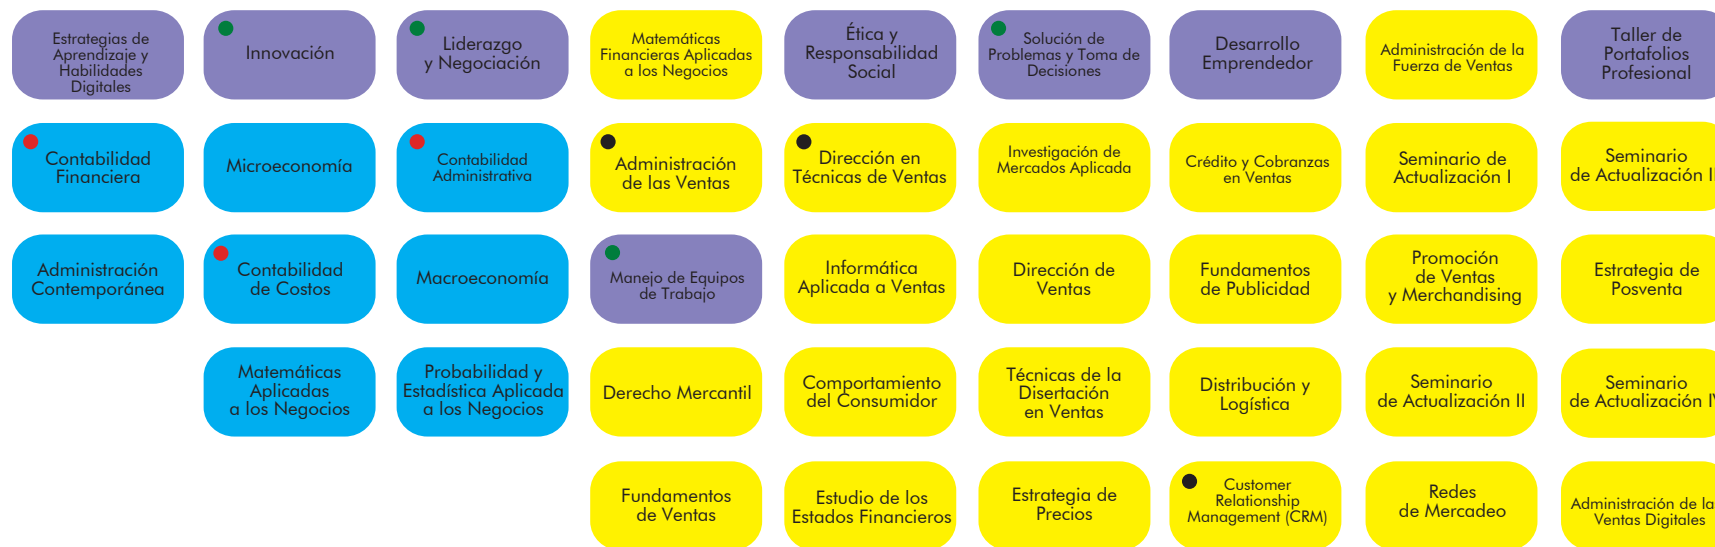 Estrategias de
Aprendizaje y
Habilidades
Digitales
Innovación
Liderazgo
y Negociación
Matemáticas
Financieras Aplicadas
a los Negocios
Ética y
Responsabilidad
Social
Solución de
Problemas y Toma de
Decisiones
Desarrollo
Emprendedor
Administración de la
Fuerza de Ventas
Taller de
Portafolios
Profesional
Contabilidad
Financiera
Microeconomía
Contabilidad
Administrativa
Administración
de las Ventas
Dirección en
Técnicas de Ventas
Investigación de
Mercados Aplicada
Crédito y Cobranzas
en Ventas
Seminario de
Actualización I
Seminario
de Actualización
Administración
Contemporánea
Contabilidad
de Costos
Macroeconomía
Manejo de Equipos
de Trabajo
Informática
Aplicada a Ventas
Dirección de
Ventas
Fundamentos
de Publicidad
Promoción
de Ventas
y Merchandising
Estrategia de
Posventa
Matemáticas
Aplicadas
a los Negocios
Probabilidad y
Estadística Aplicada
a los Negocios
Derecho Mercantil
Comportamiento
del Consumidor
Técnicas de la
Disertación
en Ventas
Distribución y
Logística
Seminario
de Actualización II
Seminario
de Actualización
Fundamentos
de Ventas
Estudio de los
Estados Financieros
Estrategia de
Precios
Customer
Relationship
Management (CRM)
Redes
de Mercadeo
Administración de la
Ventas Digitales